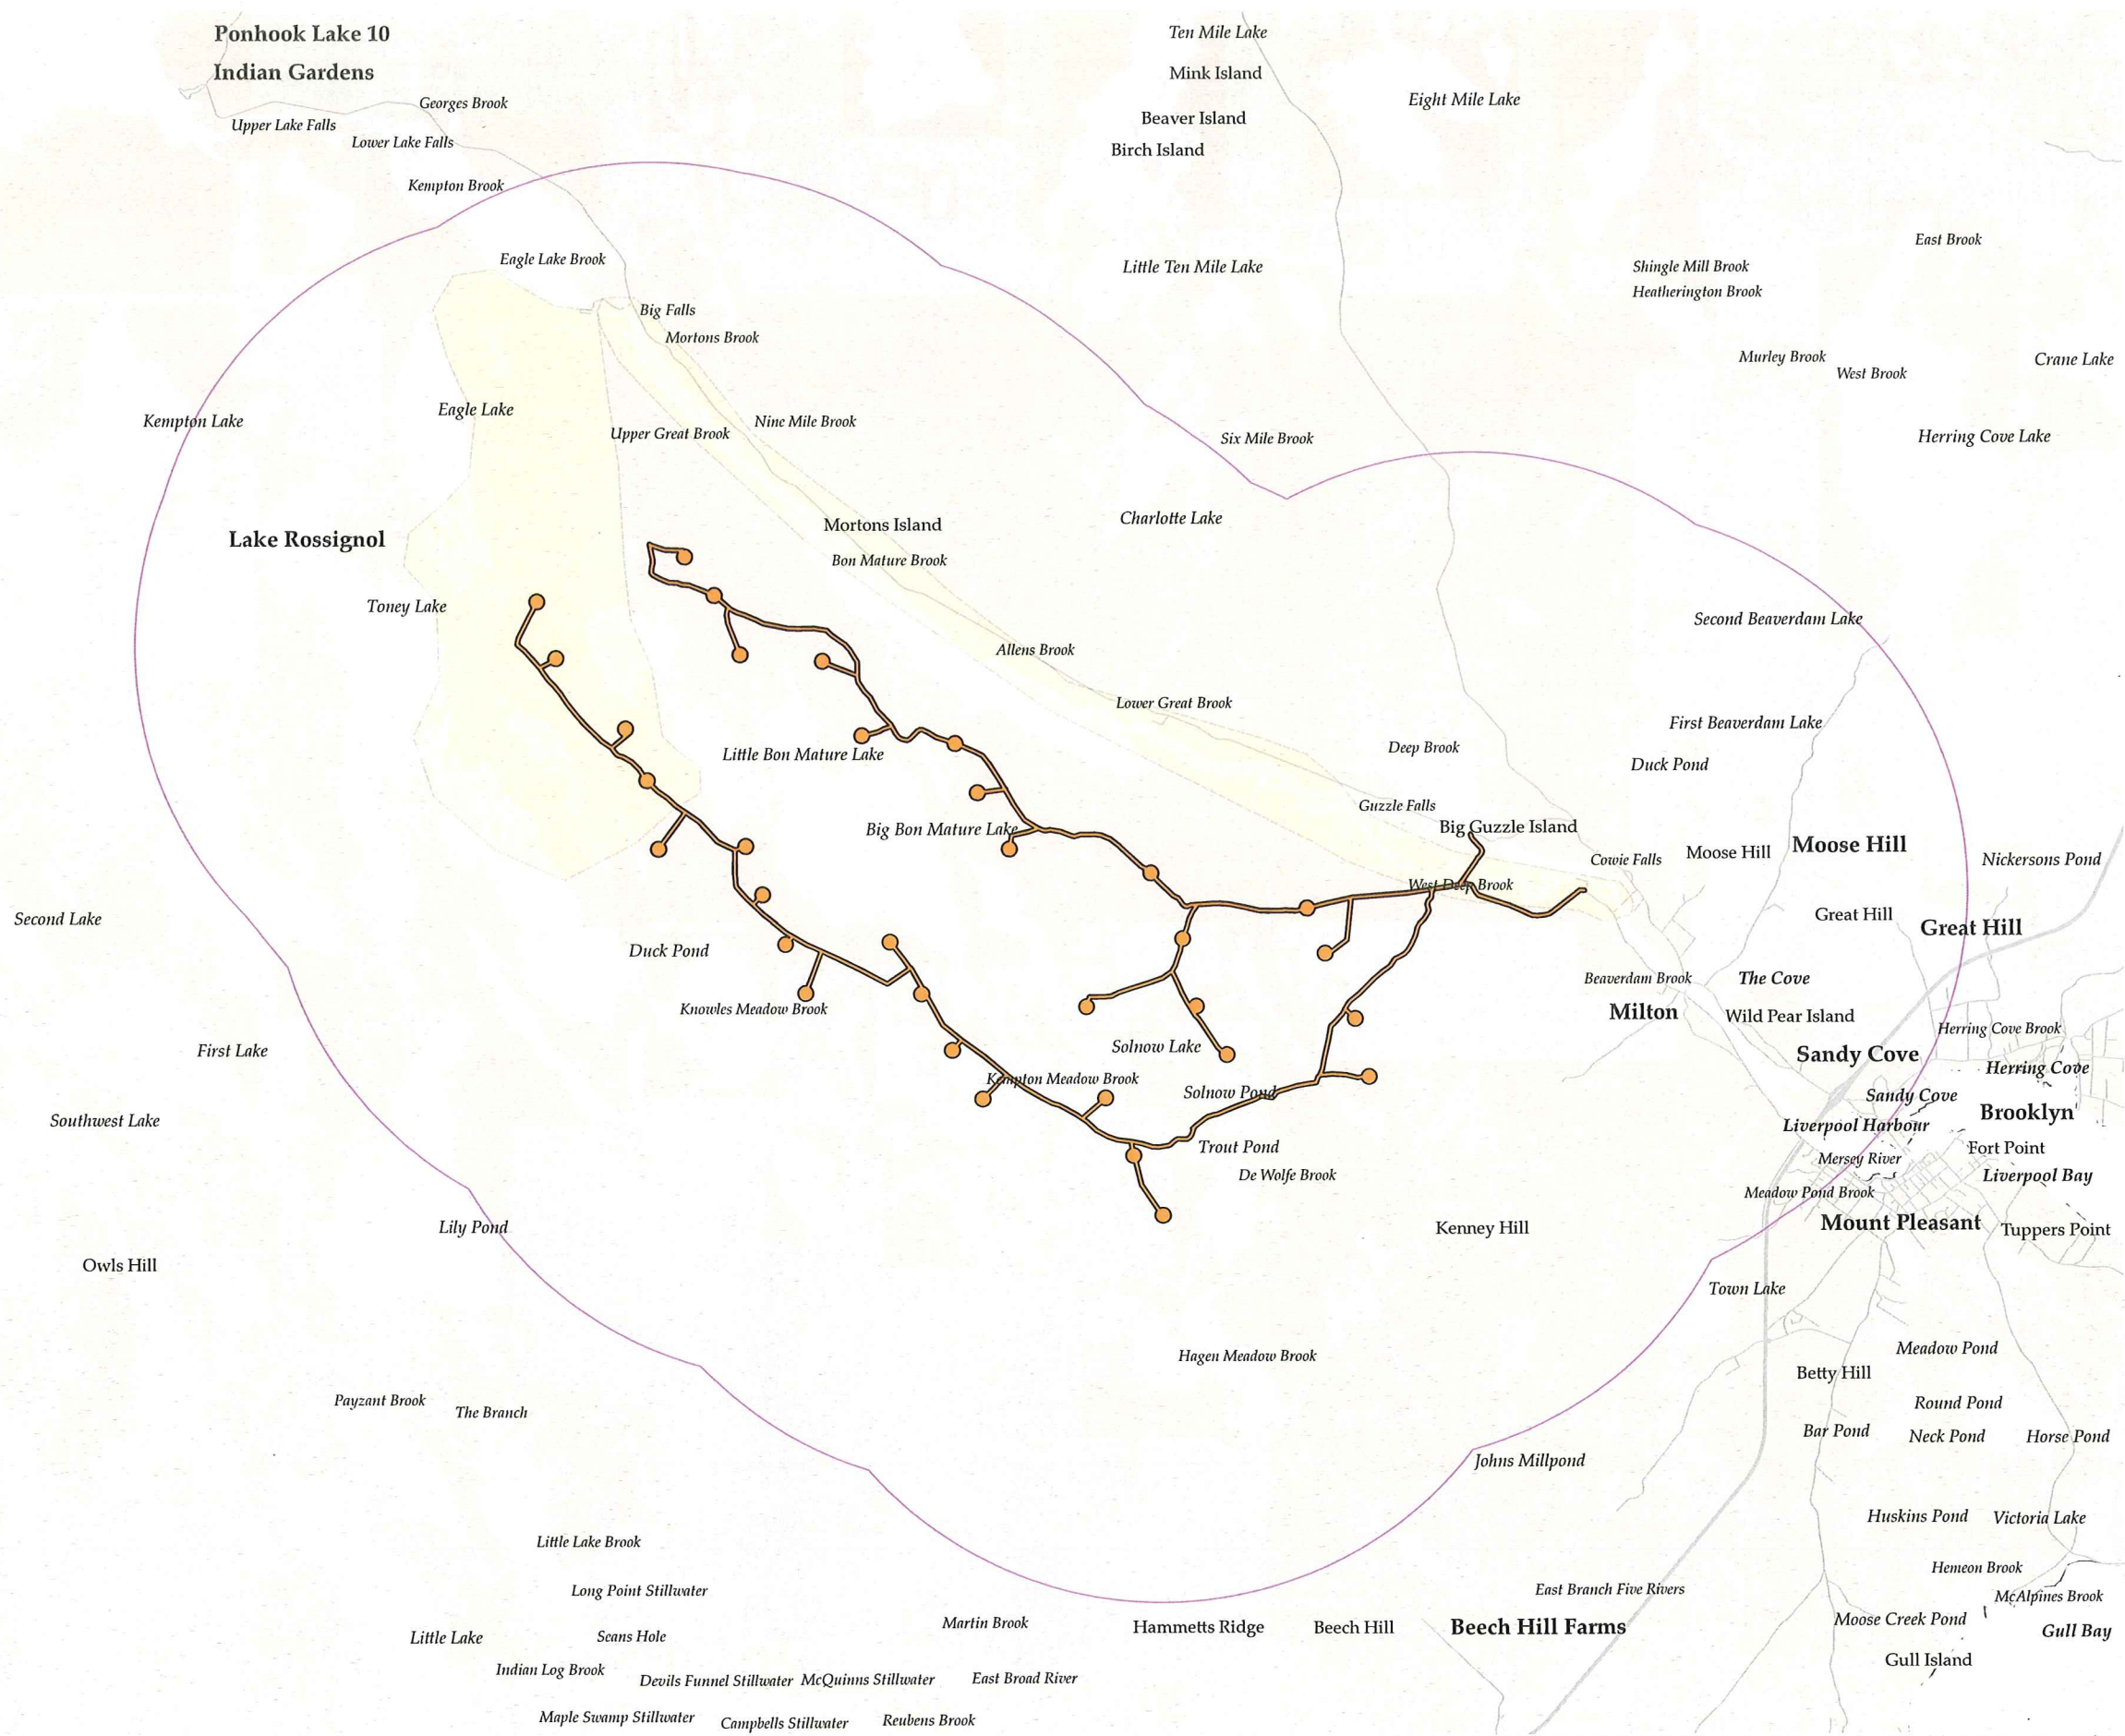 Ponhook Lake 10
Ten Mile Lake
Indian Gardens
Mink Island
Georges Brook
Eight Mile Lake
Upper Lake Falls
Beaver Island
Lower Lake Falls
Birch Island
Kempton Brook
East Brook
Eagle Lake Brook
Little Ten Mile Lake
Shingle Mill Brook
Heatherington Brook
Big Falls
Mortons Brook
Murley Brook
Crane Lake
West Brook
Eagle Lake
Kempton Lake
Nine Mile Brook
Upper Great Brook
Six Mile Brook
Herring Cove Lake
Charlotte Lake
Mortons Island
Lake Rossignol
Bon Mature Brook
Toney Lake
Second Beaverdam Lake
Allens Brook
Lower Great Brook
First Beaverdam Lake
Deep Brook
Little Bon Mature Lake
Duck Pond
Guzzle Falls
Big Bon Mature Lake
Big Guzzle Island
Moose Hill
Moose Hill
Cowie Falls
Nickersons Pond
West Deep Brook
Second Lake
Great Hill
Great Hill
Duck Pond
Beaverdam Brook
The Cove
Knowles Meadow Brook
Milton
Wild Pear Island
Herring Cove Brook
First Lake
Solnow Lake
Sandy Cove
Herring Cove
Kempton Meadow Brook
Solnow Pond
Sandy Cove
Brooklyn
Southwest Lake
Liverpool Harbour
Trout Pond
Fort Point
Mersey River
De Wolfe Brook
Liverpool Bay
Meadow Pond Brook
Lily Pond
Kenney Hill
Mount Pleasant
Tuppers Point
Owls Hill
Town Lake
Hagen Meadow Brook
Meadow Pond
Betty Hill
Payzant Brook
The Branch
Round Pond
Bar Pond
Neck Pond
Horse Pond
Johns Millpond
Huskins Pond
Victoria Lake
Little Lake Brook
Hemeon Brook
Long Point Stillwater
East Branch Five Rivers
McAlpines Brook
Martin Brook
Hammetts Ridge
Beech Hill
Beech Hill Farms
Moose Creek Pond
Gull Bay
Little Lake
Seans Hole
Gull Island
Indian Log Brook
Devils Funnel Stillwater
McQuinns Stillwater
East Broad River
Maple Swamp Stillwater
Campbells Stillwater
Reubens Brook